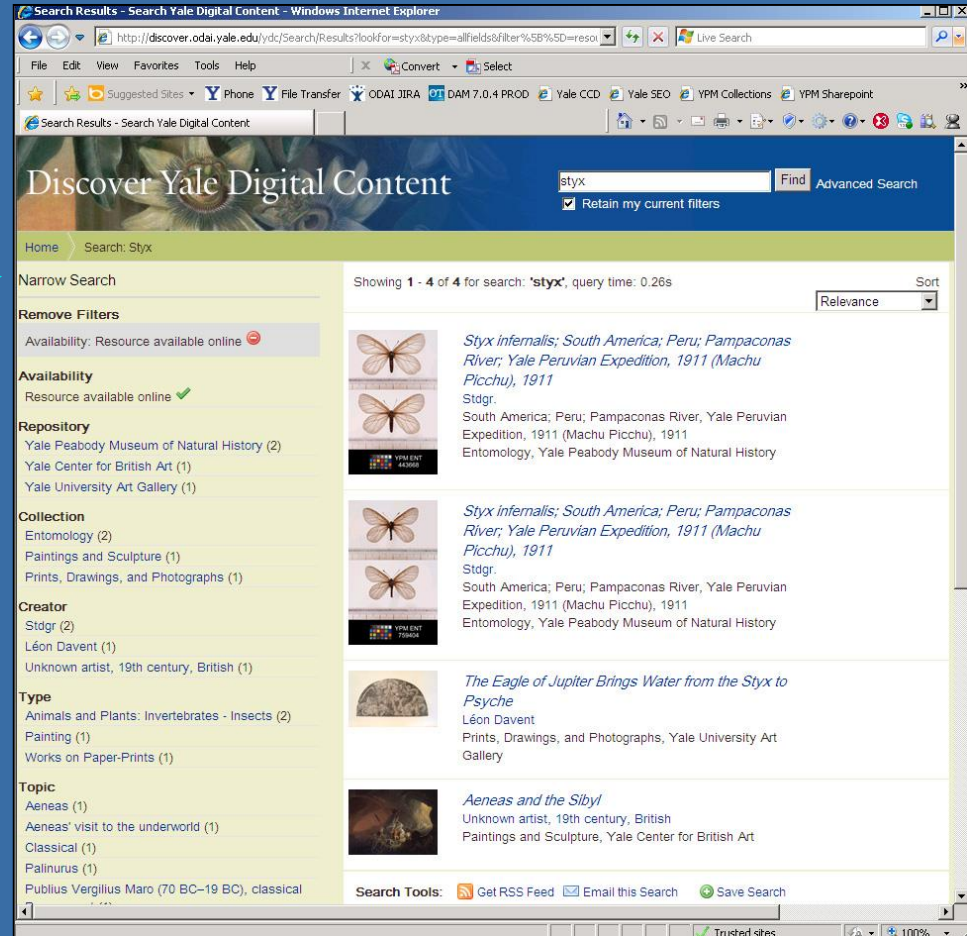 Search Results - Search Yale Digital Content - Windows Internet Explorer
http://discover.odai.yale.edu/ydc/Search/Results?lookfor=styx&type=allfields&filter%5B%5D=resou
Live Search
File Edit View Favorites Tools Help
Convert Select
Suggested Sites Phone File Transfer ODAI JIRA DAM 7.0.4 PROD Yale CCD Yale SEO YPM Collections YPM Sharepoint
Search Results - Search Yale Digital Content
Discover Yale Digital Content
styx Find Advanced Search
Retain my current filters
Home Search: Styx
Narrow Search
Remove Filters
Availability: Resource available online
Availability
Resource available online
Repository
Yale Peabody Museum of Natural History (2)
Yale Center for British Art (1)
Yale University Art Gallery (1)
Collection
Entomology (2)
Paintings and Sculpture (1)
Prints, Drawings, and Photographs (1)
Creator
Stdgr (2)
Léon Davent (1)
Unknown artist, 19th century, British (1)
Type
Animals and Plants: Invertebrates - Insects (2)
Painting (1)
Works on Paper-Prints (1)
Topic
Aeneas (1)
Aeneas' visit to the underworld (1)
Classical (1)
Palinurus (1)
Publius Vergilius Maro (70 BC–19 BC), classical
Showing 1 - 4 of 4 for search: 'styx', query time: 0.26s
Sort
Relevance
Styx infernalis; South America; Peru; Pampaconas
River; Yale Peruvian Expedition, 1911 (Machu
Picchu), 1911
Stdgr.
South America; Peru; Pampaconas River, Yale Peruvian
Expedition, 1911 (Machu Picchu), 1911
Entomology, Yale Peabody Museum of Natural History
YPM ENT
443668
Styx infernalis; South America; Peru; Pampaconas
River; Yale Peruvian Expedition, 1911 (Machu
Picchu), 1911
Stdgr.
South America; Peru; Pampaconas River, Yale Peruvian
Expedition, 1911 (Machu Picchu), 1911
Entomology, Yale Peabody Museum of Natural History
YPM ENT
759404
The Eagle of Jupiter Brings Water from the Styx to
Psyche
Léon Davent
Prints, Drawings, and Photographs, Yale University Art
Gallery
Aeneas and the Sibyl
Unknown artist, 19th century, British
Paintings and Sculpture, Yale Center for British Art
Search Tools: Get RSS Feed Email this Search Save Search
Trusted sites 100%